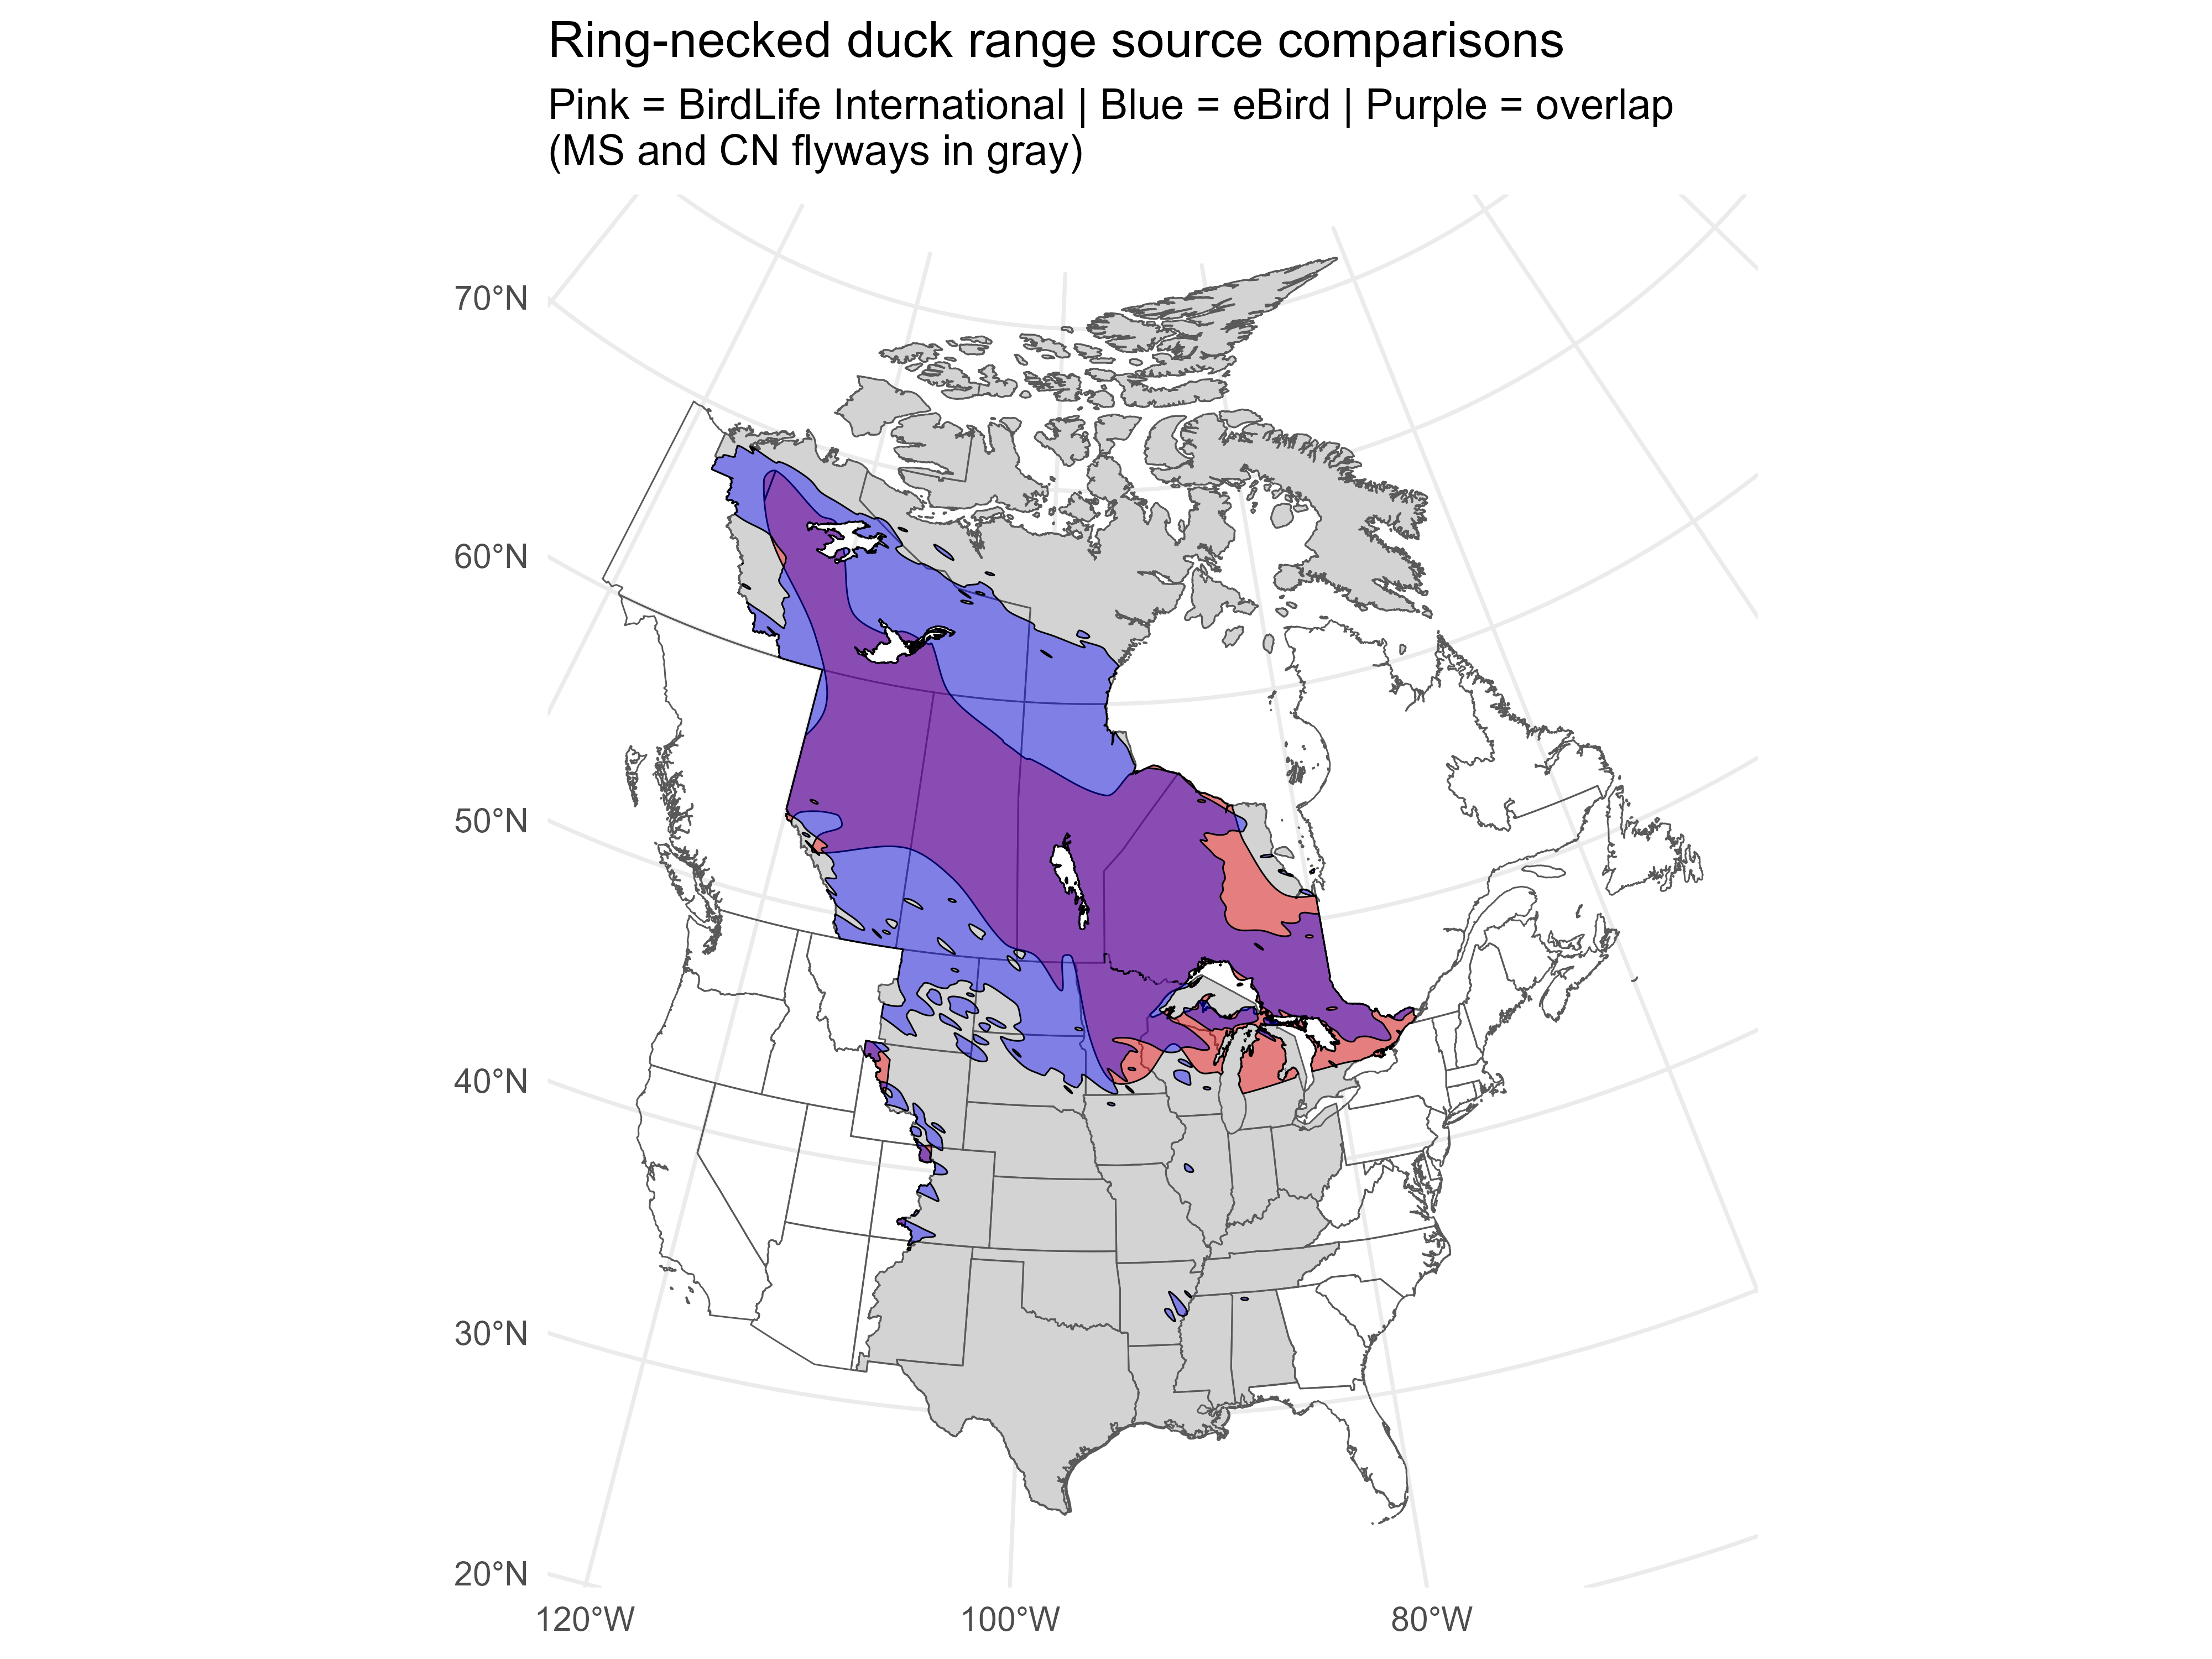 Ring-necked duck range source comparisons
Pink = BirdLife International | Blue = eBird | Purple = overlap
(MS and CN flyways in gray)
70°N
60°N
50°N
40°N
30°N
20°N
120°W
100°W
80°W